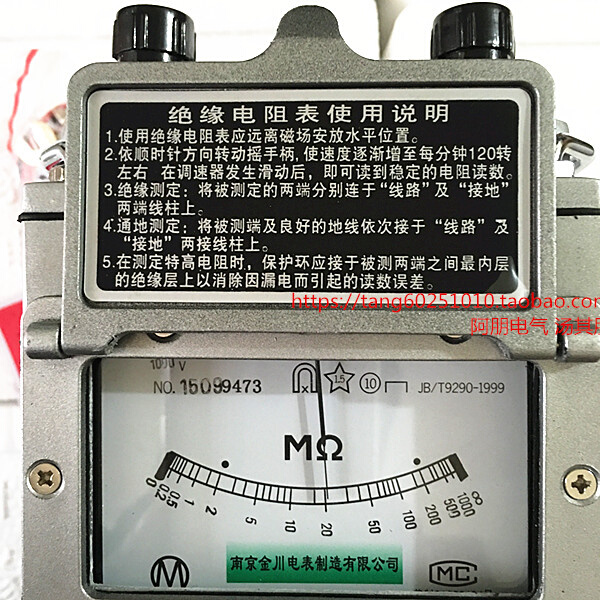 绝缘电阻表使用说明
1.使用绝缘电阻表应远离磁场安放水平位置。
2.依顺时针方向转动摇手柄,使速度逐渐增至每分钟120转
左右 在调速器发生滑动后,即可读到稳定的电阻读数。
3.绝缘测定:将被测定的两端分别连于“线路”及“接地”
两端线柱上。
4.通地测定:将被测端及良好的地线依次接于“线路”及
“接地”两接线柱上。
5.在测定特高电阻时,保护环应接于被测两端之间最内层
的绝缘层上以消除因漏电而引起的读数误差。
https://tang60251010.taobao.com
阿朋电气 汤其
1000 V
NO. 1509473 1.5 10 JB/T9290-1999
MΩ
0 0.2 0.5 1 2 5 10 20 50 100 200 500 1000 ∞
南京金川电表制造有限公司
M
MC